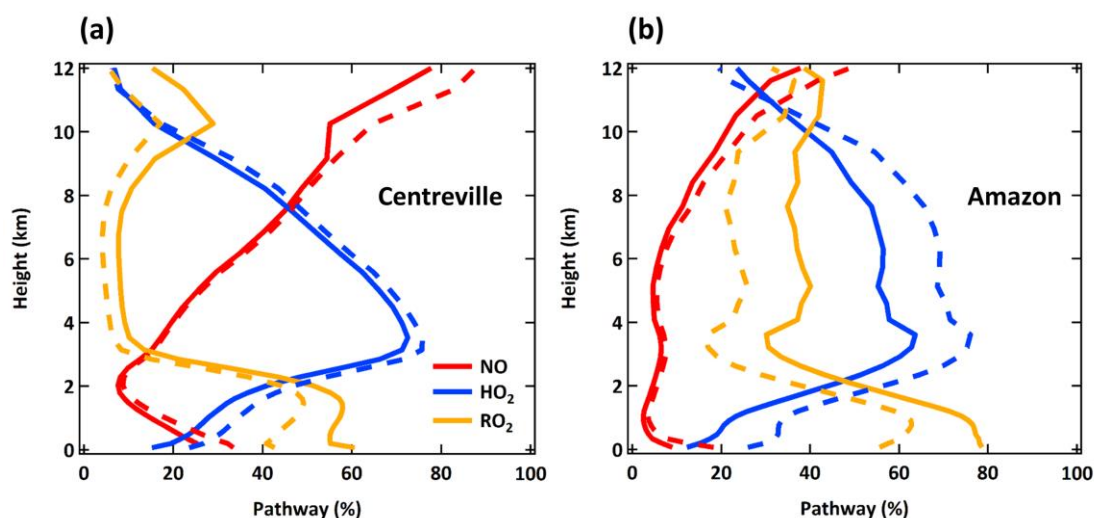 (a)
(b)
12
10
8
6
4
2
0
Height (km)
Centreville
NO
HO₂
RO₂
0 20 40 60 80 100
Pathway (%)
12
10
8
6
4
2
0
Height (km)
Amazon
0 20 40 60 80 100
Pathway (%)